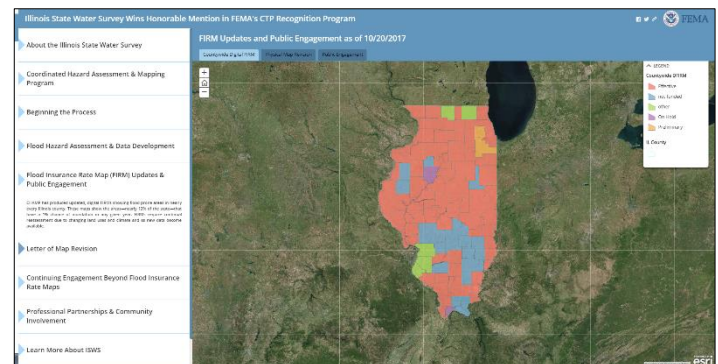 Illinois State Water Survey Wins Honorable Mention in FEMA's CTP Recognition Program
FEMA
About the Illinois State Water Survey
Coordinated Hazard Assessment & Mapping
Program
Beginning the Process
Flood Hazard Assessment & Data Development
Flood Insurance Rate Map (FIRM) Updates &
Public Engagement
Letter of Map Revision
Continuing Engagement Beyond Flood Insurance
Rate Maps
Professional Partnerships & Community
Involvement
Learn More About ISWS
FIRM Updates and Public Engagement as of 10/20/2017
Countywide Digital FIRM
Physical Map Revision
Public Engagement
LEGEND
Countywide DFIRM
Effective
not funded
other
On Hold
Preliminary
IL County
esri